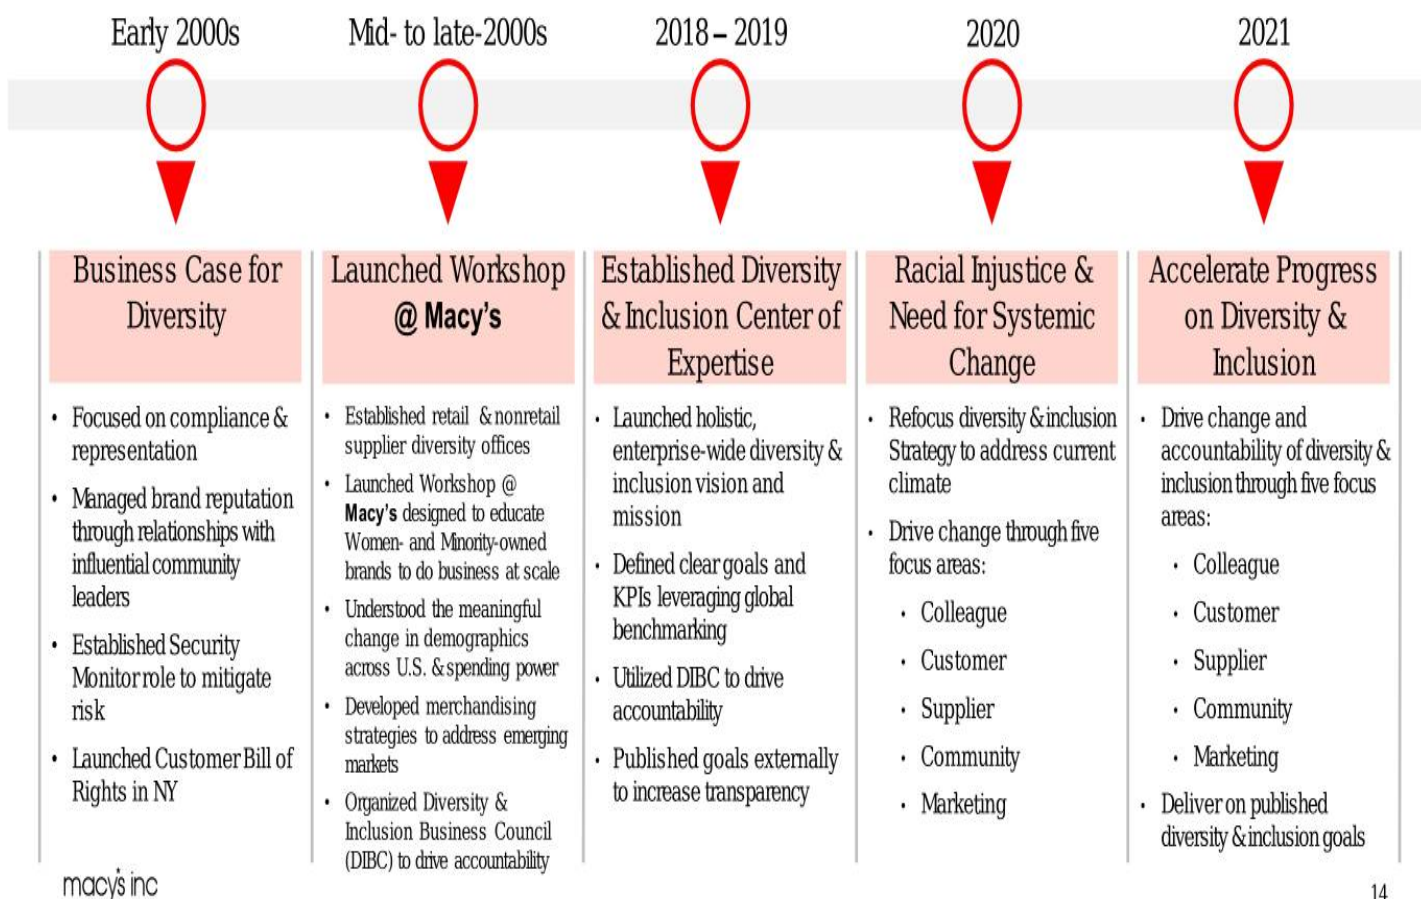 Early 2000s
Mid- to late-2000s
2018 – 2019
2020
2021
Business Case for
Diversity
• Focused on compliance &
representation
• Managed brand reputation
through relationships with
influential community
leaders
• Established Security
Monitor role to mitigate
risk
• Launched Customer Bill of
Rights in NY
Launched Workshop
@ Macy's
• Established retail & nonretail
supplier diversity offices
• Launched Workshop @
Macy's designed to educate
Women- and Minority-owned
brands to do business at scale
• Understood the meaningful
change in demographics
across U.S. & spending power
• Developed merchandising
strategies to address emerging
markets
• Organized Diversity &
Inclusion Business Council
(DIBC) to drive accountability
Established Diversity
& Inclusion Center of
Expertise
• Launched holistic,
enterprise-wide diversity &
inclusion vision and
mission
• Defined clear goals and
KPIs leveraging global
benchmarking
• Utilized DIBC to drive
accountability
• Published goals externally
to increase transparency
Racial Injustice &
Need for Systemic
Change
• Refocus diversity & inclusion
Strategy to address current
climate
• Drive change through five
focus areas:
• Colleague
• Customer
• Supplier
• Community
• Marketing
Accelerate Progress
on Diversity &
Inclusion
• Drive change and
accountability of diversity &
inclusion through five focus
areas:
• Colleague
• Customer
• Supplier
• Community
• Marketing
• Deliver on published
diversity & inclusion goals
macy's inc
14